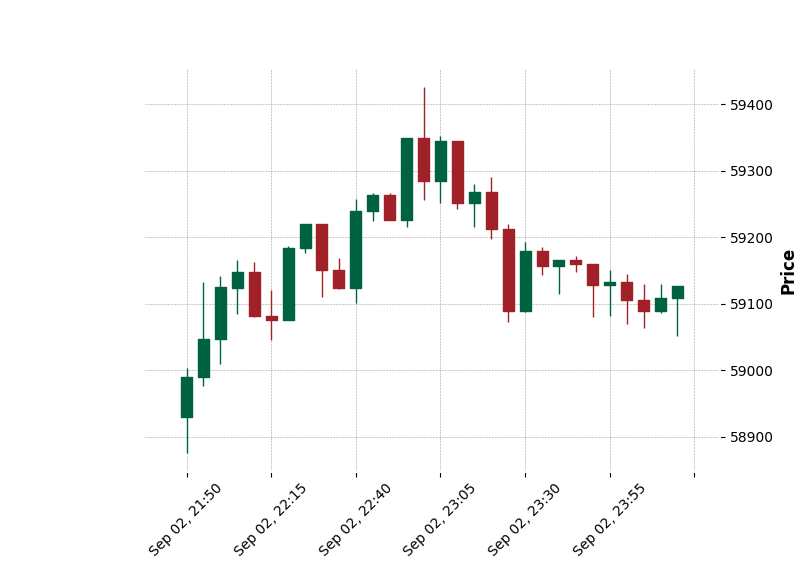 59400
59300
59200
59100
59000
58900
Price
Sep 02, 21:50
Sep 02, 22:15
Sep 02, 22:40
Sep 02, 23:05
Sep 02, 23:30
Sep 02, 23:55